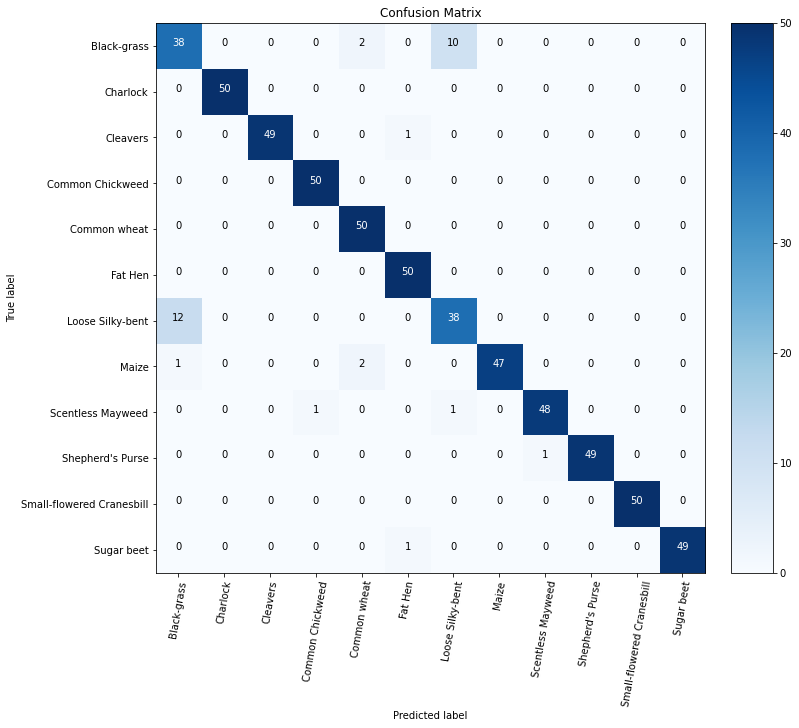 Confusion Matrix
Black-grass 38 0 0 0 2 0 10 0 0 0 0 0
Charlock 0 50 0 0 0 0 0 0 0 0 0 0
Cleavers 0 0 49 0 0 1 0 0 0 0 0 0
Common Chickweed 0 0 0 50 0 0 0 0 0 0 0 0
Common wheat 0 0 0 0 50 0 0 0 0 0 0 0
Fat Hen 0 0 0 0 0 50 0 0 0 0 0 0
Loose Silky-bent 12 0 0 0 0 0 38 0 0 0 0 0
Maize 1 0 0 0 2 0 0 47 0 0 0 0
Scentless Mayweed 0 0 0 1 0 0 1 0 48 0 0 0
Shepherd's Purse 0 0 0 0 0 0 0 0 1 49 0 0
Small-flowered Cranesbill 0 0 0 0 0 0 0 0 0 0 50 0
Sugar beet 0 0 0 0 0 1 0 0 0 0 0 49
True label
Black-grass
Charlock
Cleavers
Common Chickweed
Common wheat
Fat Hen
Loose Silky-bent
Maize
Scentless Mayweed
Shepherd's Purse
Small-flowered Cranesbill
Sugar beet
Predicted label
50
40
30
20
10
0